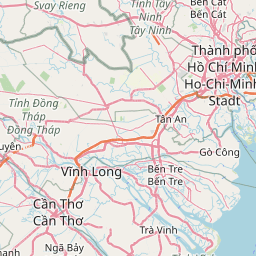 Svay Rieng
Tỉnh Tây
Ninh
Tây Ninh
Bến Cát
Bến Cát
Thành phố
Hồ Chí Minh
Ho-Chi-Minh
Stadt
Tỉnh Đồng
Tháp
Đồng Tháp
Tân An
Gò Công
Vĩnh Long
Bến Tre
Bến Tre
Cần Thơ
Cần Thơ
Trà Vinh
Ngã Bảy